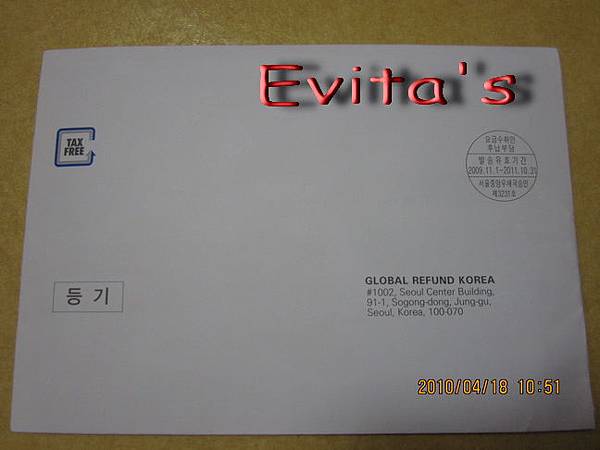 Evita's
TAX
FREE
요금수취인
후납부담
발송유효기간
2009.11.1~2011.10.31
서울중앙우체국승인
제3231호
등 기
GLOBAL REFUND KOREA
#1002, Seoul Center Building,
91-1, Sogong-dong, Jung-gu,
Seoul, Korea, 100-070
2010/04/18 10:51